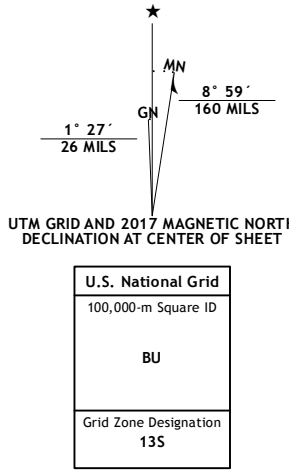 ★
MN
GN
8° 59´
160 MILS
1° 27´
26 MILS
UTM GRID AND 2017 MAGNETIC NORTH
DECLINATION AT CENTER OF SHEET
U.S. National Grid
100,000-m Square ID
BU
Grid Zone Designation
13S